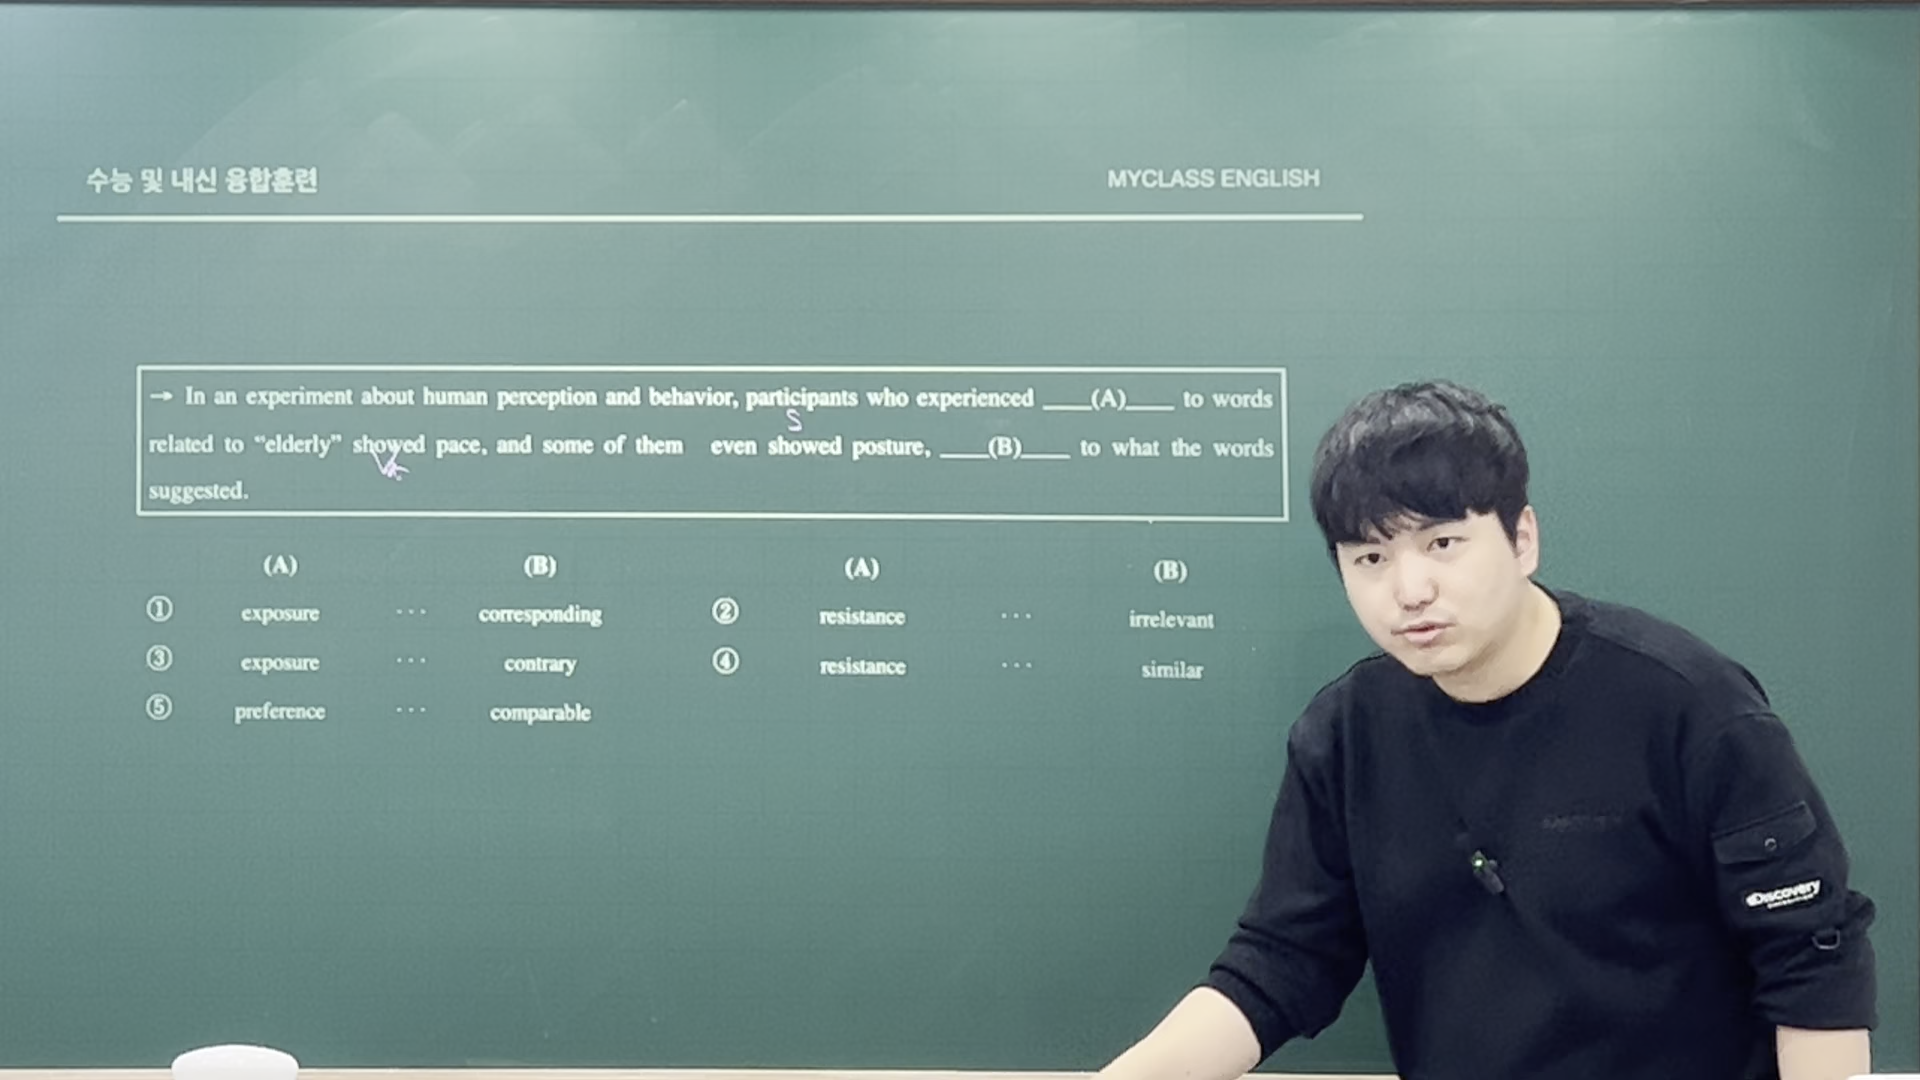 수능 및 내신 융합훈련
MYCLASS ENGLISH
→ In an experiment about human perception and behavior, participants who experienced ____(A)____ to words
S
related to “elderly” showed pace, and some of them even showed posture, ____(B)____ to what the words
suggested.
(A) (B) (A) (B)
① exposure ··· corresponding ② resistance ··· irrelevant
③ exposure ··· contrary ④ resistance ··· similar
⑤ preference ··· comparable
Discovery